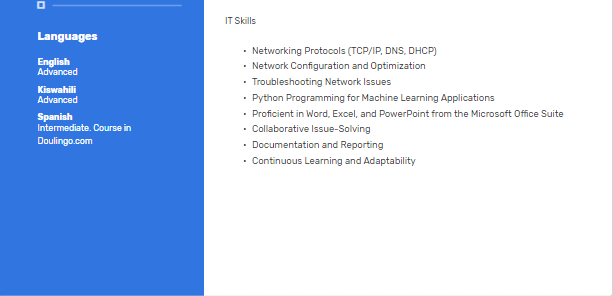 Languages
English
Advanced
Kiswahili
Advanced
Spanish
Intermediate. Course in
Doulingo.com
IT Skills
• Networking Protocols (TCP/IP, DNS, DHCP)
• Network Configuration and Optimization
• Troubleshooting Network Issues
• Python Programming for Machine Learning Applications
• Proficient in Word, Excel, and PowerPoint from the Microsoft Office Suite
• Collaborative Issue-Solving
• Documentation and Reporting
• Continuous Learning and Adaptability